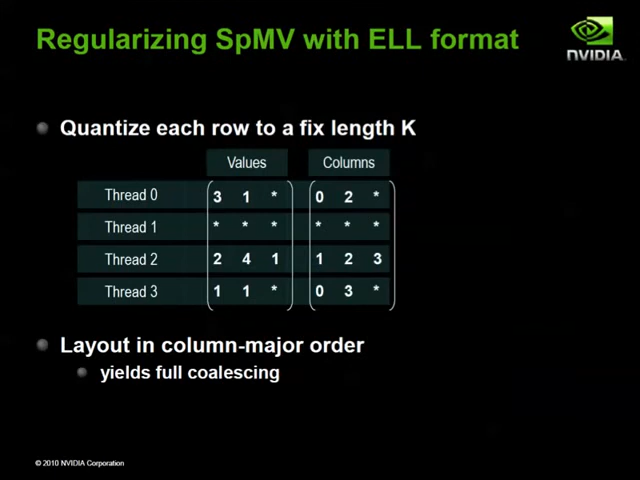 Regularizing SpMV with ELL format
NVIDIA
Quantize each row to a fix length K
Values Columns
Thread 0 3 1 * 0 2 *
Thread 1 * * * * * *
Thread 2 2 4 1 1 2 3
Thread 3 1 1 * 0 3 *
Layout in column-major order
yields full coalescing
© 2010 NVIDIA Corporation